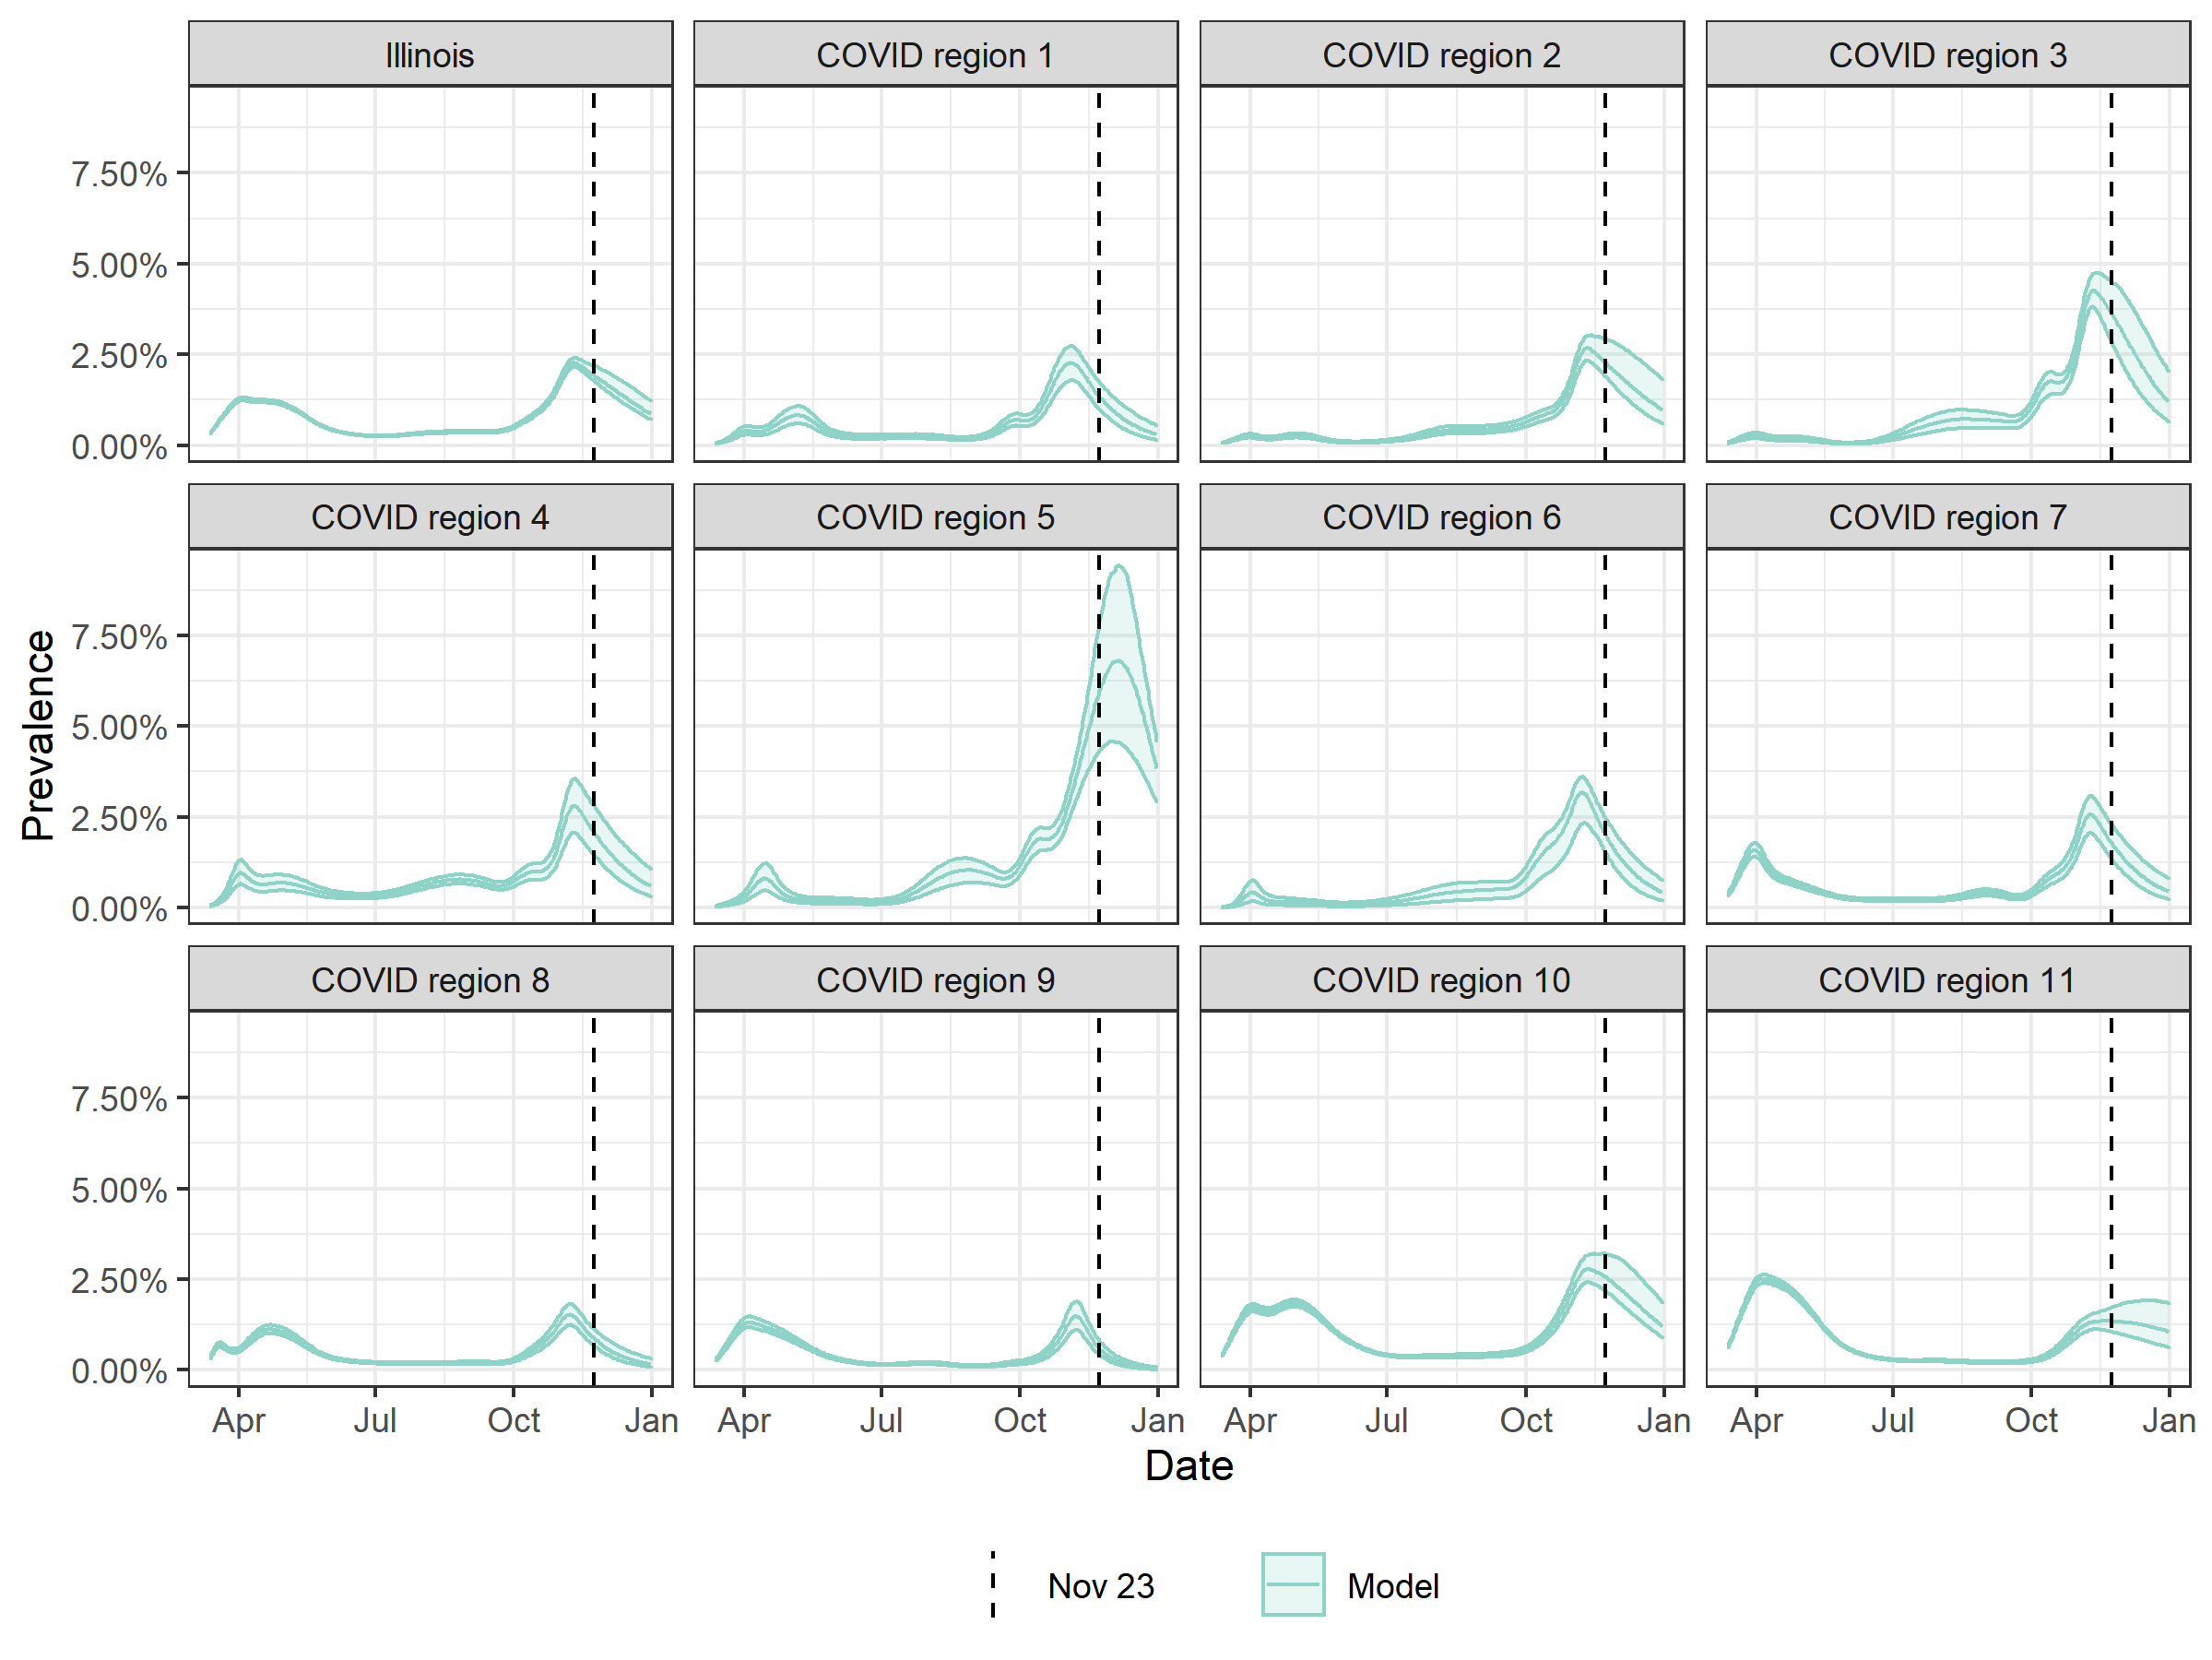 Illinois COVID region 1 COVID region 2 COVID region 3
7.50%
5.00%
2.50%
0.00%
COVID region 4 COVID region 5 COVID region 6 COVID region 7
Prevalence
7.50%
5.00%
2.50%
0.00%
COVID region 8 COVID region 9 COVID region 10 COVID region 11
7.50%
5.00%
2.50%
0.00%
Apr Jul Oct Jan Apr Jul Oct Jan Apr Jul Oct Jan Apr Jul Oct Jan
Date
Nov 23 Model